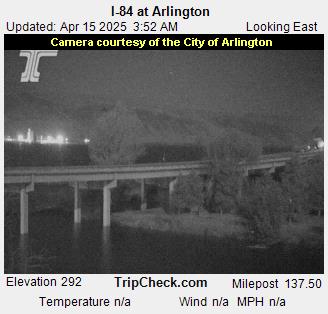 I-84 at Arlington
Updated: Apr 15 2025 3:52 AM Looking East
Camera courtesy of the City of Arlington
Elevation 292 TripCheck.com Milepost 137.50
Temperature n/a Wind n/a MPH n/a